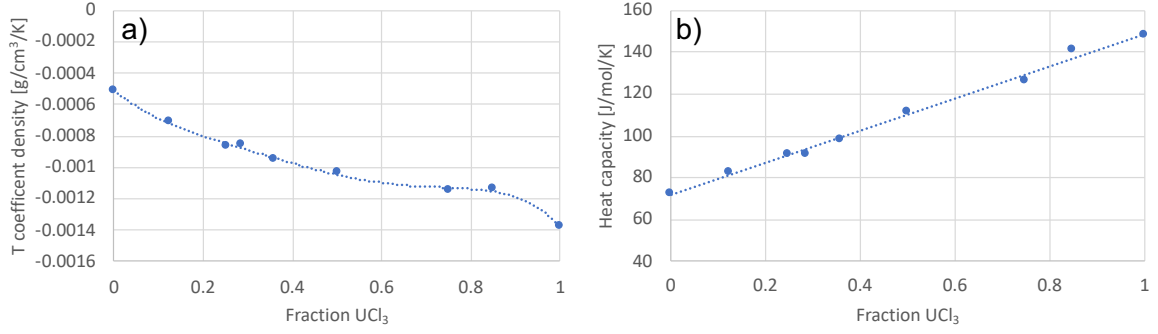 a)
T coefficent density [g/cm³/K]
0
-0.0002
-0.0004
-0.0006
-0.0008
-0.001
-0.0012
-0.0014
-0.0016
0 0.2 0.4 0.6 0.8 1
Fraction UCl₃
b)
Heat capacity [J/mol/K]
160
140
120
100
80
60
40
0 0.2 0.4 0.6 0.8 1
Fraction UCl₃